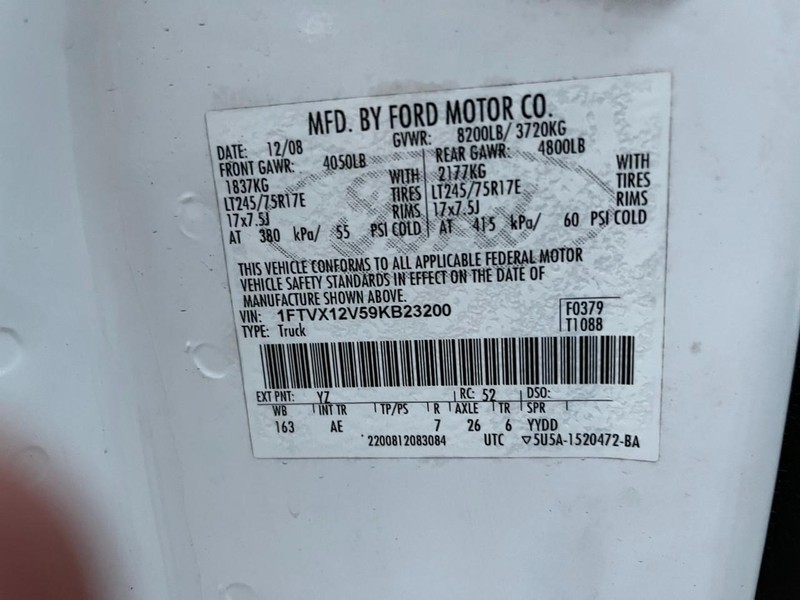 MFD. BY FORD MOTOR CO.
DATE: 12/08 GVWR: 8200LB/ 3720KG
FRONT GAWR: 4050LB REAR GAWR: 4800LB
1837KG WITH 2177KG WITH
LT245/75R17E TIRES LT245/75R17E TIRES
17x7.5J RIMS 17x7.5J RIMS
AT 380 kPa/ 55 PSI COLD AT 415 kPa/ 60 PSI COLD
THIS VEHICLE CONFORMS TO ALL APPLICABLE FEDERAL MOTOR
VEHICLE SAFETY STANDARDS IN EFFECT ON THE DATE OF
MANUFACTURE SHOWN ABOVE.
VIN: 1FTVX12V59KB23200 F0379
TYPE: Truck T1088
EXT PNT: YZ RC: 52 DSO:
WB INT TR TP/PS R AXLE TR SPR
163 AE 7 26 6 YYDD
*2200812083084 UTC ▽5U5A-1520472-BA